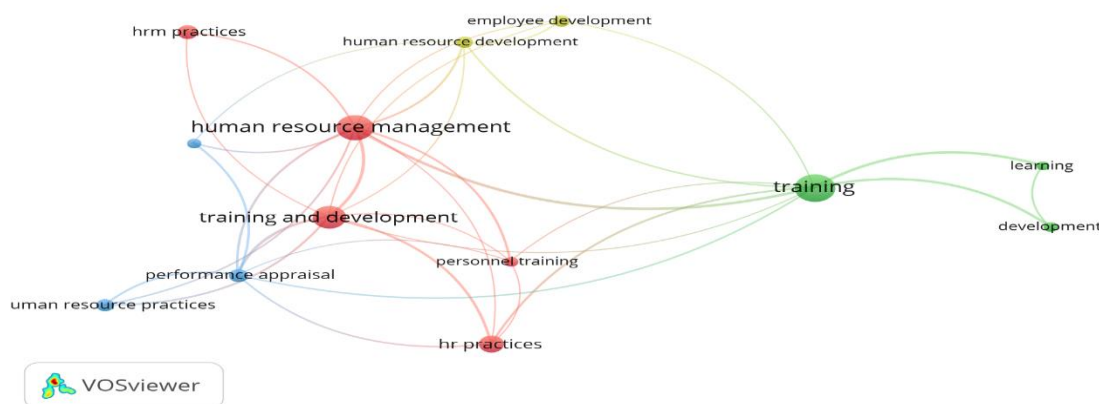 employee development
hrm practices
human resource development
human resource management
learning
training
training and development
development
personnel training
performance appraisal
uman resource practices
hr practices
VOSviewer